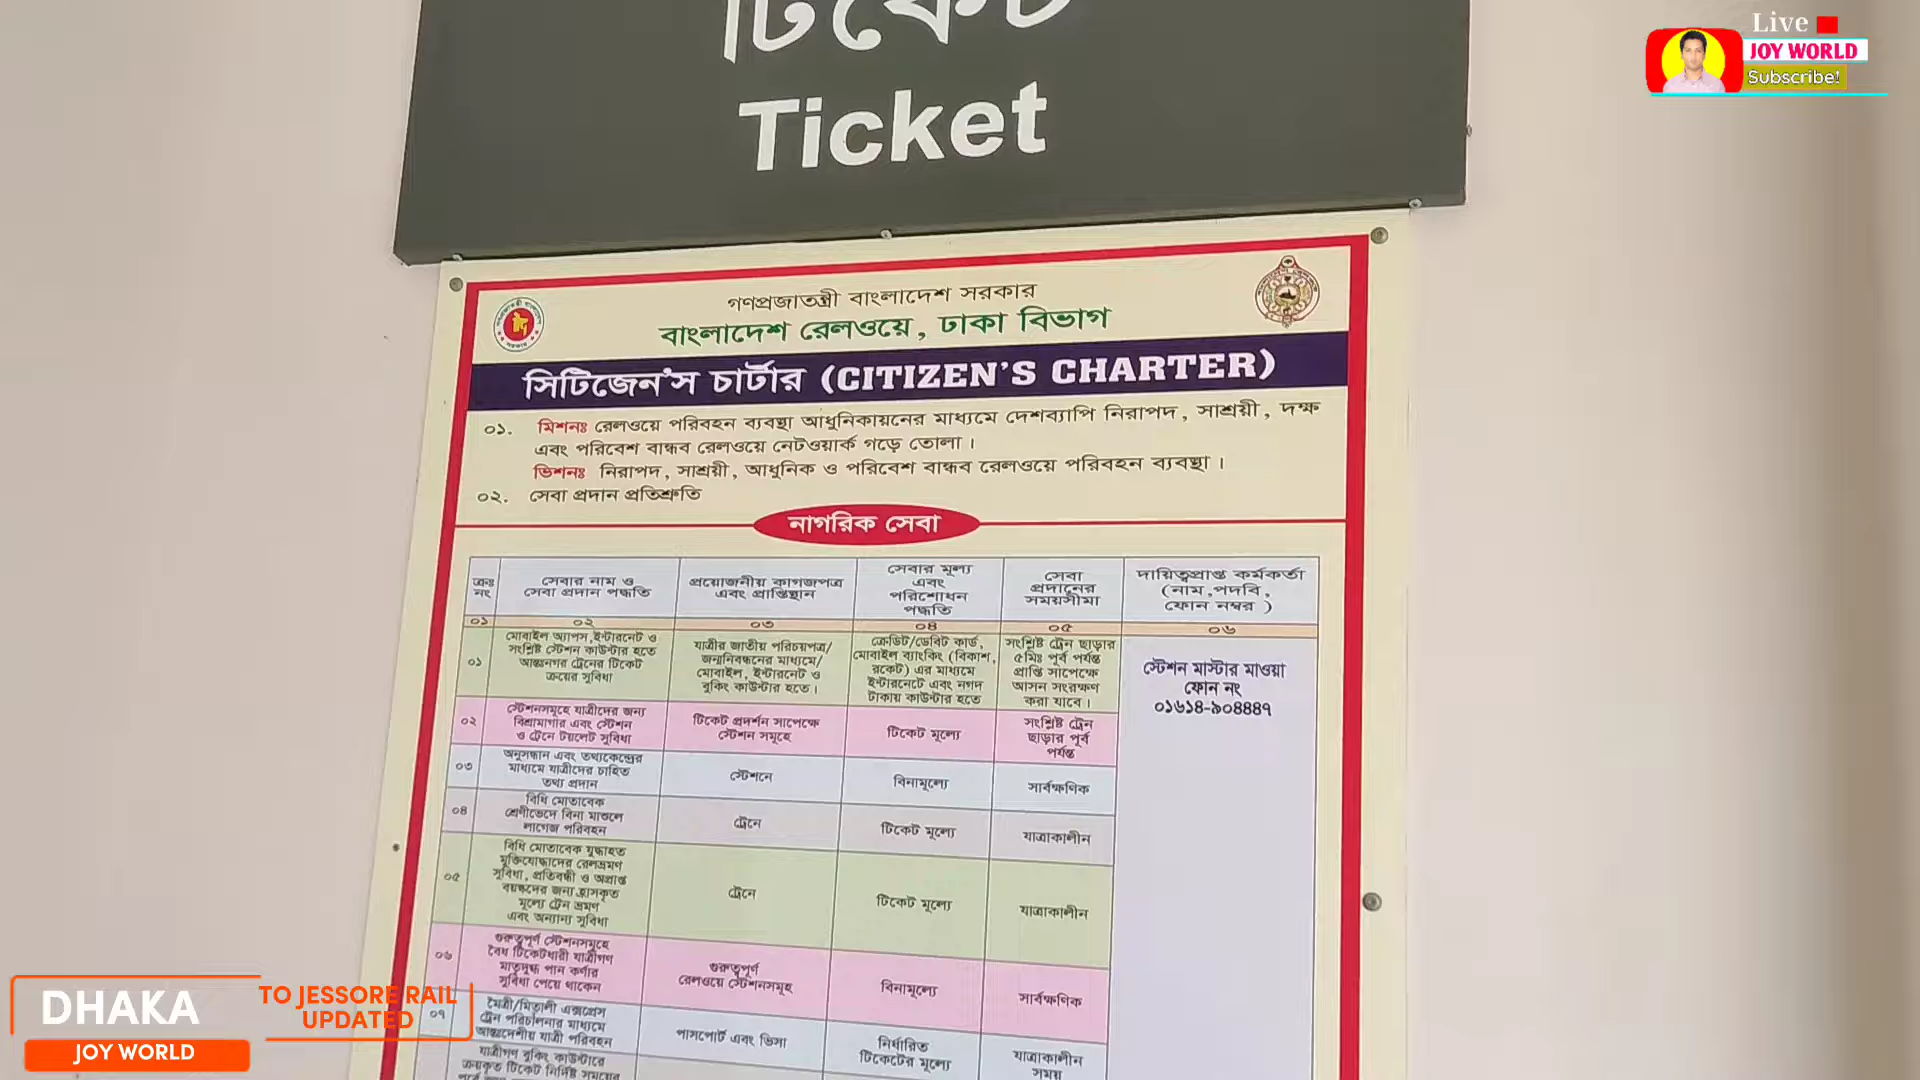 টিকেট
Ticket
Live
JOY WORLD
Subscribe!
গণপ্রজাতন্ত্রী বাংলাদেশ সরকার
বাংলাদেশ রেলওয়ে, ঢাকা বিভাগ
সিটিজেন'স চার্টার (CITIZEN'S CHARTER)
০১. মিশনঃ রেলওয়ে পরিবহন ব্যবস্থা আধুনিকায়নের মাধ্যমে দেশব্যাপি নিরাপদ, সাশ্রয়ী, দক্ষ
এবং পরিবেশ বান্ধব রেলওয়ে নেটওয়ার্ক গড়ে তোলা।
ভিশনঃ নিরাপদ, সাশ্রয়ী, আধুনিক ও পরিবেশ বান্ধব রেলওয়ে পরিবহন ব্যবস্থা।
০২. সেবা প্রদান প্রতিশ্রুতি
নাগরিক সেবা
ক্রঃ
নং
সেবার নাম ও
সেবা প্রদান পদ্ধতি
প্রয়োজনীয় কাগজপত্র
এবং প্রাপ্তিস্থান
সেবার মূল্য
এবং
পরিশোধন
পদ্ধতি
সেবা
প্রদানের
সময়সীমা
দায়িত্বপ্রাপ্ত কর্মকর্তা
(নাম,পদবি,
ফোন নম্বর )
০১ ০২ ০৩ ০৪ ০৫ ০৬
০১
মোবাইল অ্যাপস,ইন্টারনেট ও
সংশ্লিষ্ট স্টেশন কাউন্টার হতে
আন্তঃনগর ট্রেনের টিকেট
ক্রয়ের সুবিধা
যাত্রীর জাতীয় পরিচয়পত্র/
জন্মনিবন্ধনের মাধ্যমে/
মোবাইল, ইন্টারনেট ও
বুকিং কাউন্টার হতে।
ক্রেডিট/ডেবিট কার্ড,
মোবাইল ব্যাংকিং (বিকাশ,
রকেট) এর মাধ্যমে
ইন্টারনেটে এবং নগদ
টাকায় কাউন্টার হতে
সংশ্লিষ্ট ট্রেন ছাড়ার
৫মিঃ পূর্ব পর্যন্ত
প্রাপ্তি সাপেক্ষে
আসন সংরক্ষণ
করা যাবে।
স্টেশন মাস্টার মাওয়া
ফোন নং
০১৬১৪-৯০৪৪৪৭
০২
স্টেশনসমূহে যাত্রীদের জন্য
বিশ্রামাগার এবং স্টেশন
ও ট্রেনে টয়লেট সুবিধা
টিকেট প্রদর্শন সাপেক্ষে
স্টেশন সমূহে
টিকেট মূল্যে
সংশ্লিষ্ট ট্রেন
ছাড়ার পূর্ব
পর্যন্ত
০৩
অনুসন্ধান এবং তথ্যকেন্দ্রের
মাধ্যমে যাত্রীদের চাহিত
তথ্য প্রদান
স্টেশনে
বিনামূল্যে
সার্বক্ষণিক
০৪
বিধি মোতাবেক
শ্রেণীভেদে বিনা মাশুলে
লাগেজ পরিবহন
ট্রেনে
টিকেট মূল্যে
যাত্রাকালীন
০৫
বিধি মোতাবেক যুদ্ধাহত
মুক্তিযোদ্ধাদের রেলভ্রমণ
সুবিধা, প্রতিবন্ধী ও অপ্রাপ্ত
বয়স্কদের জন্য হ্রাসকৃত
মূল্যে ট্রেন ভ্রমণ
এবং অন্যান্য সুবিধা
ট্রেনে
টিকেট মূল্যে
যাত্রাকালীন
০৬
গুরুত্বপূর্ণ স্টেশনসমূহে
বৈধ টিকেটধারী যাত্রীগণ
মাতৃদুগ্ধ পান কর্ণার
সুবিধা পেয়ে থাকেন
গুরুত্বপূর্ণ
রেলওয়ে স্টেশনসমূহ
বিনামূল্যে
সার্বক্ষণিক
০৭
মৈত্রী/মিতালী এক্সপ্রেস
ট্রেন পরিচালনার মাধ্যমে
আন্তঃদেশীয় যাত্রী পরিবহন
পাসপোর্ট এবং ভিসা
নির্ধারিত
টিকেটের মূল্যে
যাত্রাকালীন
সময়
যাত্রীগণ বুকিং কাউন্টারে
ক্রয়কৃত টিকেট নির্দিষ্ট সময়ের
DHAKA
TO JESSORE RAIL
UPDATED
JOY WORLD